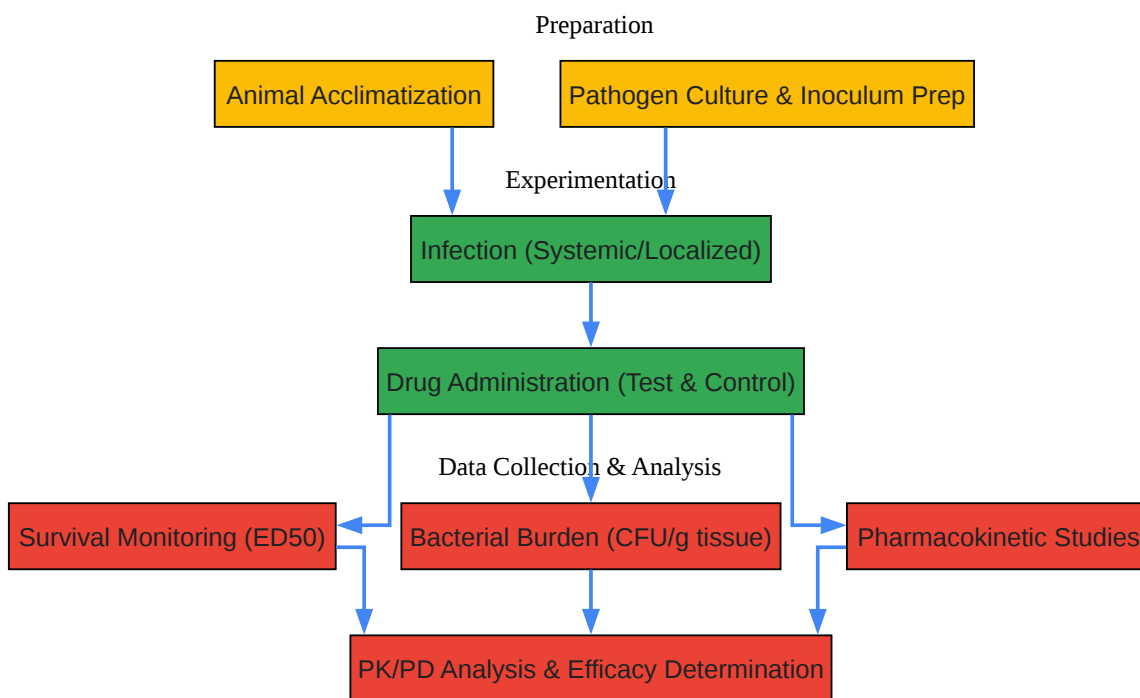 Preparation
Animal Acclimatization
Pathogen Culture & Inoculum Prep
Experimentation
Infection (Systemic/Localized)
Drug Administration (Test & Control)
Data Collection & Analysis
Survival Monitoring (ED50)
Bacterial Burden (CFU/g tissue)
Pharmacokinetic Studies
PK/PD Analysis & Efficacy Determination